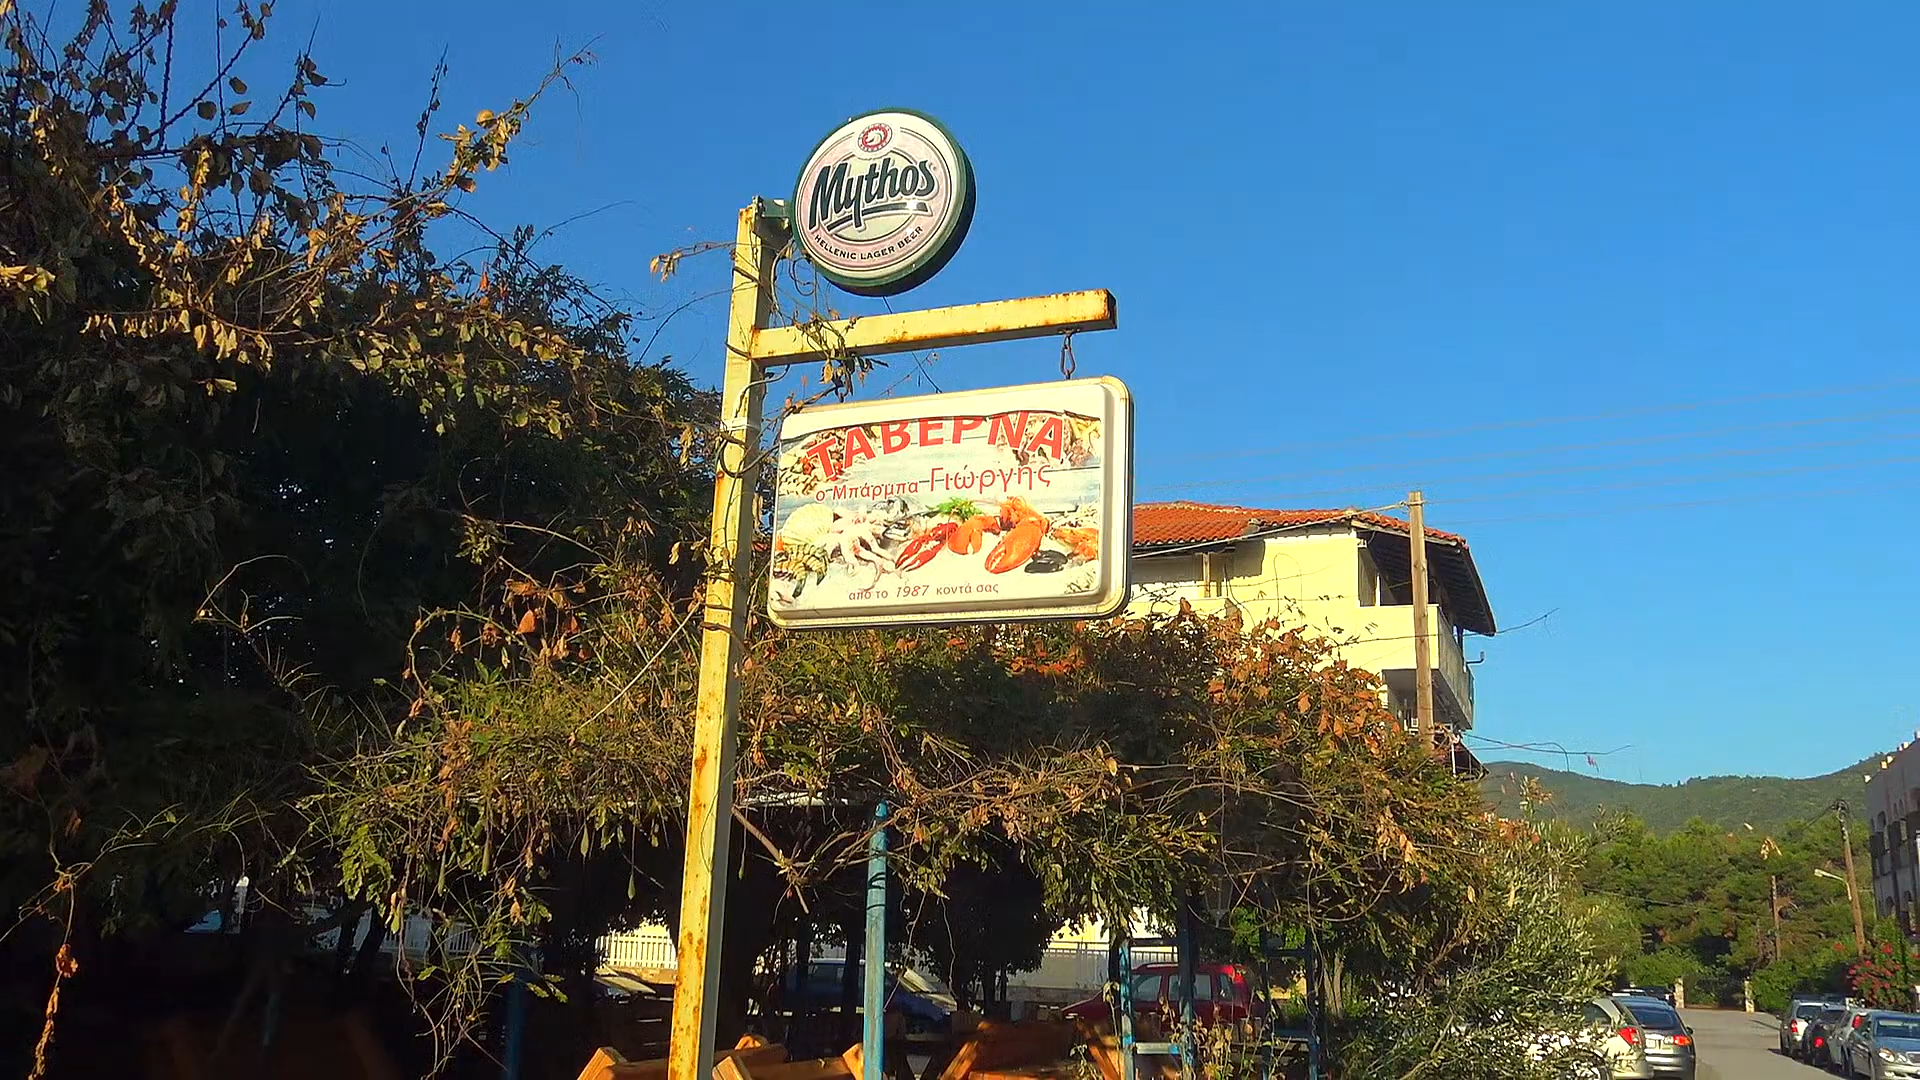 Mythos
HELLENIC LAGER BEER
ΤΑΒΕΡΝΑ
ο Μπάρμπα-Γιώργης
από το 1987 κοντά σας